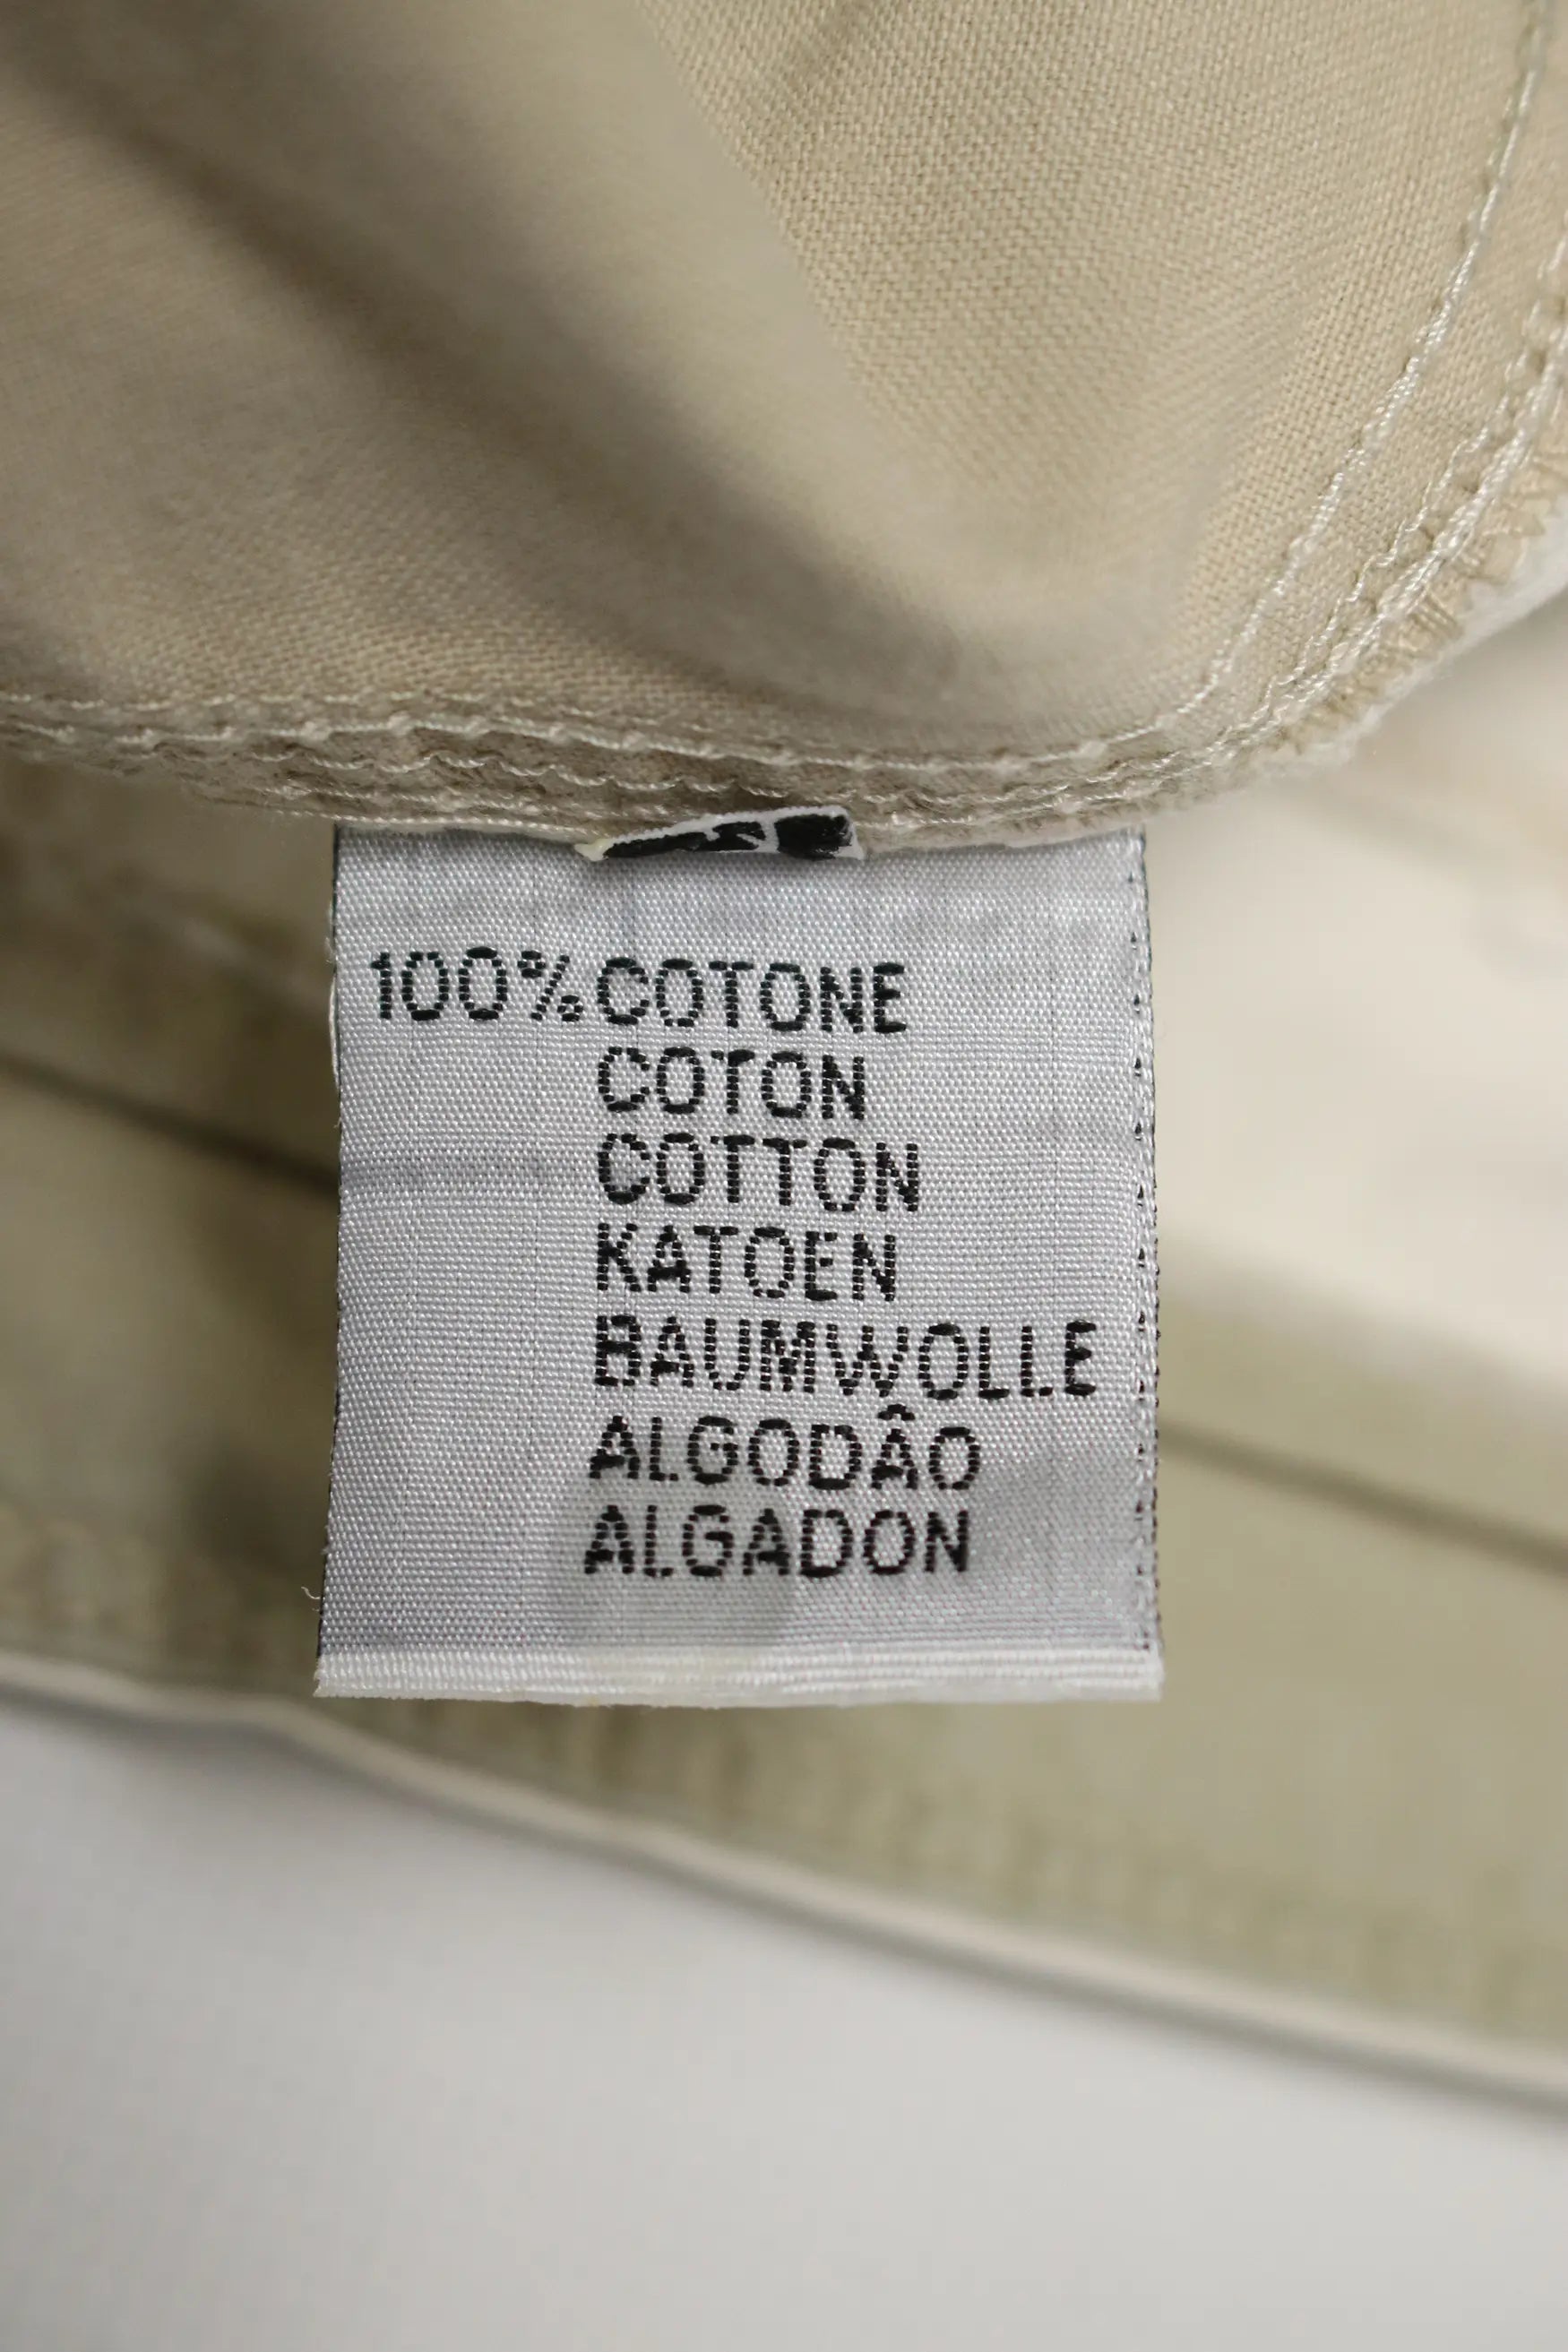 100% COTONE
COTON
COTTON
KATOEN
BAUMWOLLE
ALGODÂO
ALGADON